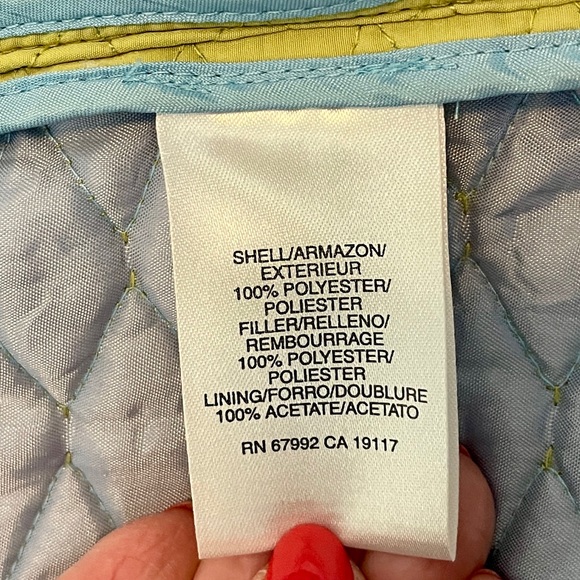 SHELL/ARMAZON/
EXTERIEUR
100% POLYESTER/
POLIESTER
FILLER/RELLENO/
REMBOURRAGE
100% POLYESTER/
POLIESTER
LINING/FORRO/DOUBLURE
100% ACETATE/ACETATO
RN 67992 CA 19117